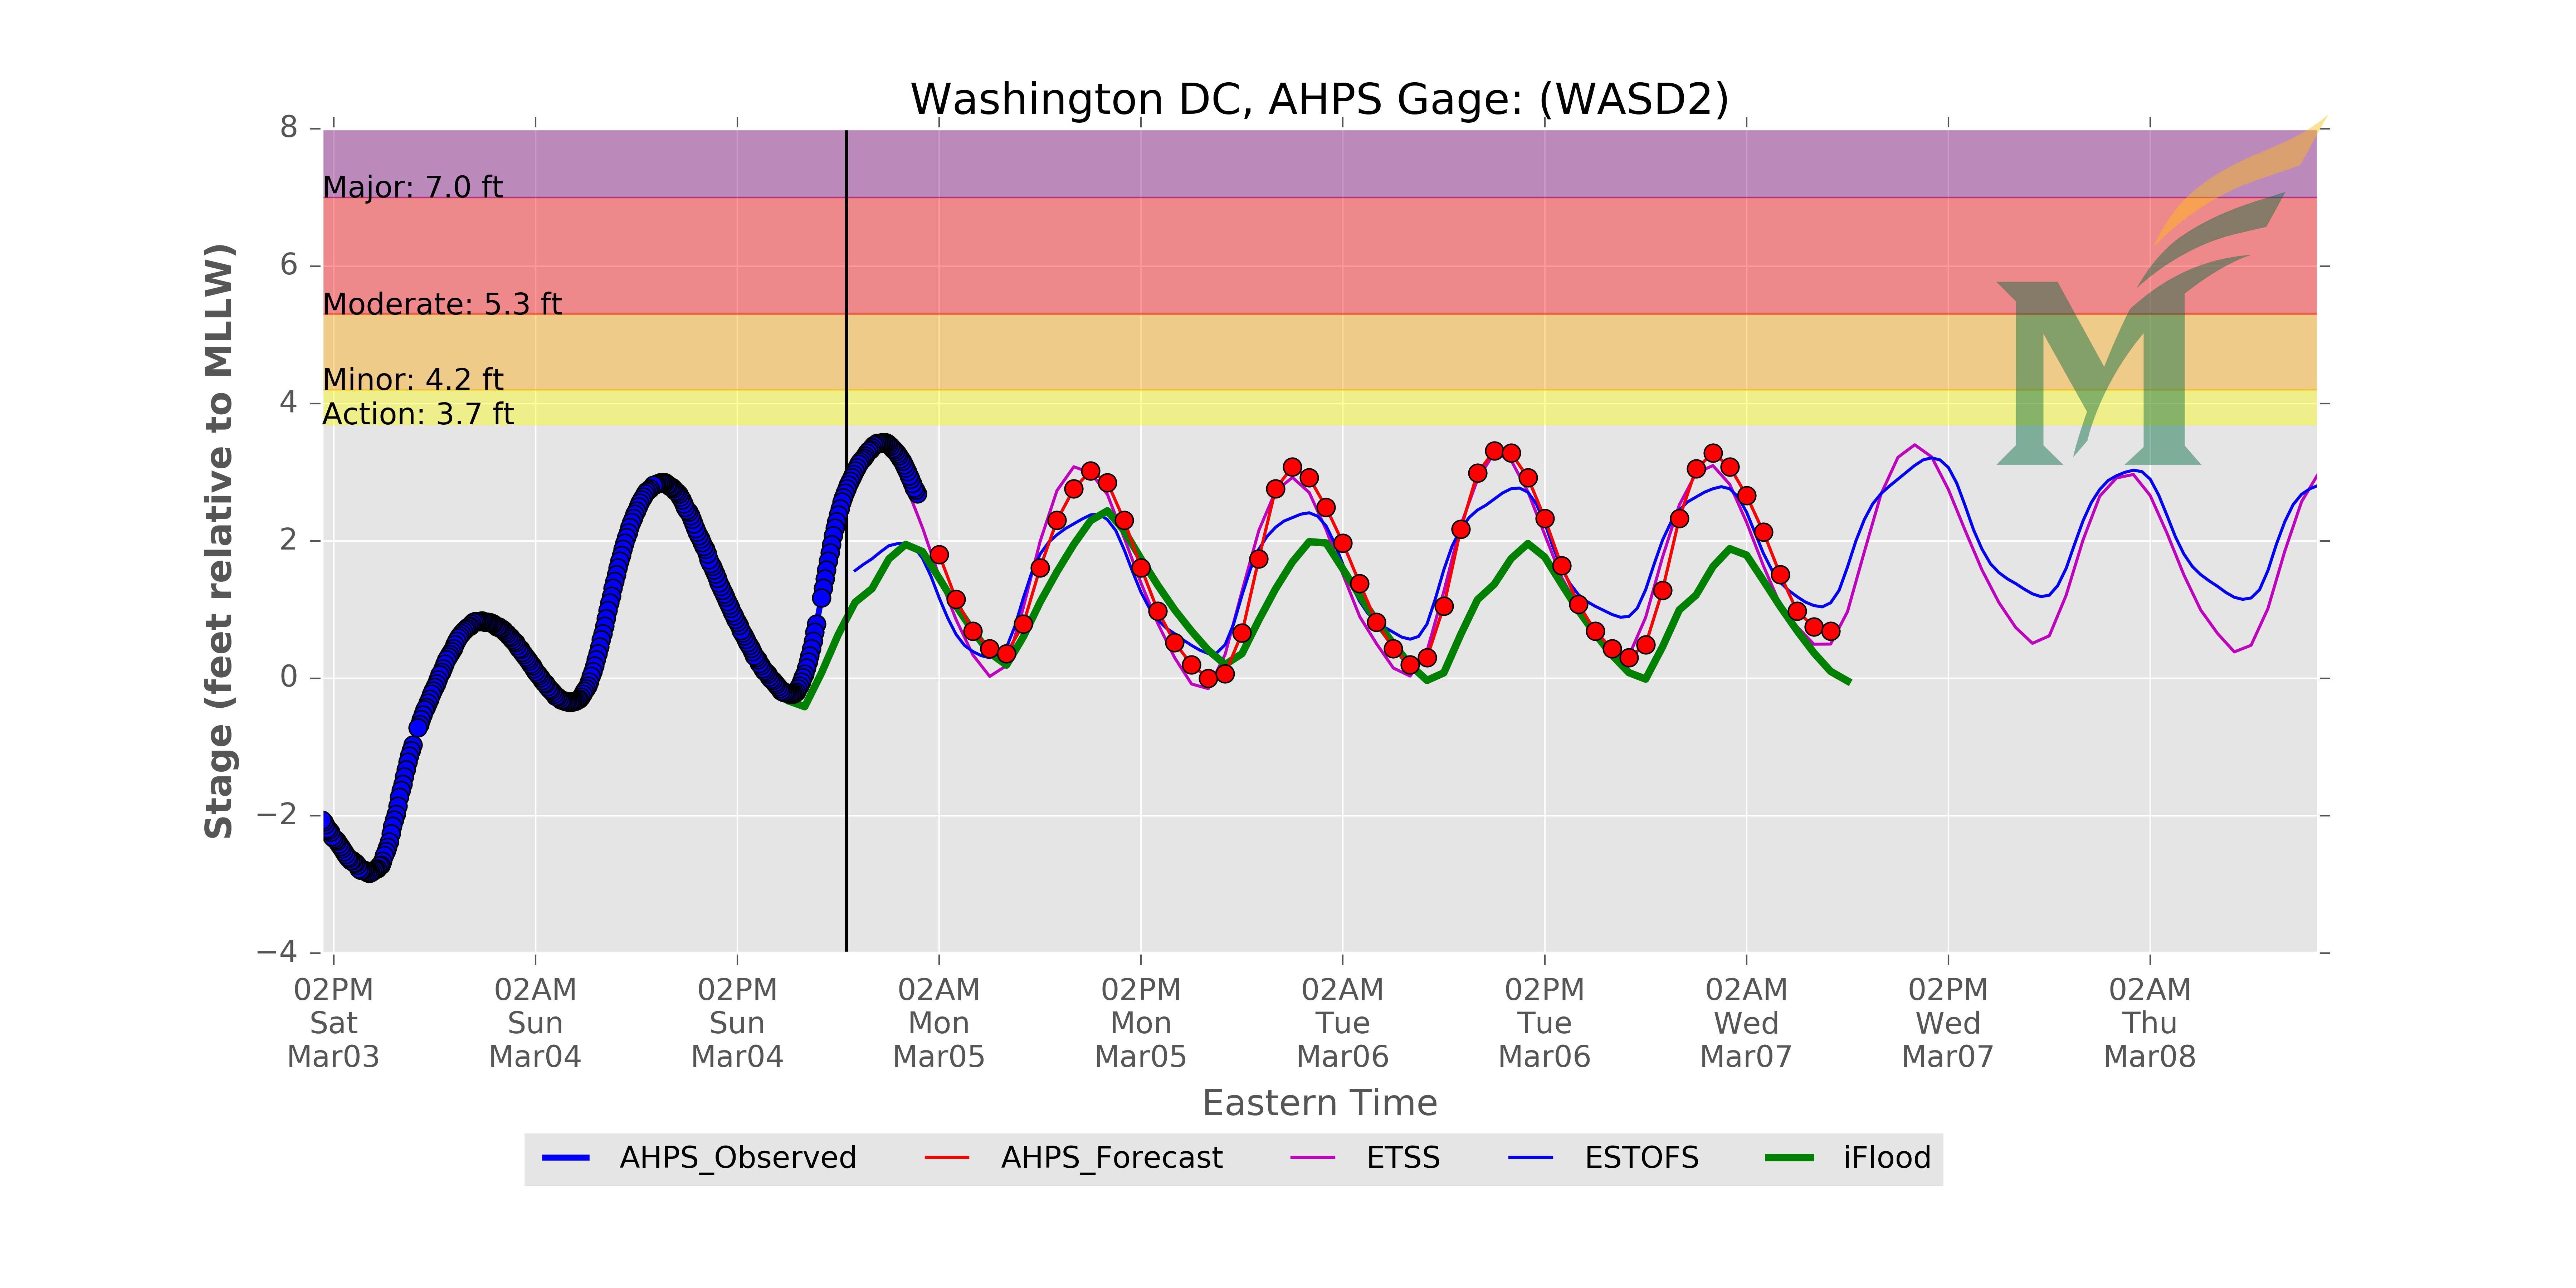 Washington DC, AHPS Gage: (WASD2)
Stage (feet relative to MLLW)
8
6
4
2
0
−2
−4
Major: 7.0 ft
Moderate: 5.3 ft
Minor: 4.2 ft
Action: 3.7 ft
02PM 02AM 02PM 02AM 02PM 02AM 02PM 02AM 02PM 02AM
Sat Sun Sun Mon Mon Tue Tue Wed Wed Thu
Mar03 Mar04 Mar04 Mar05 Mar05 Mar06 Mar06 Mar07 Mar07 Mar08
Eastern Time
AHPS_Observed AHPS_Forecast ETSS ESTOFS iFlood
M